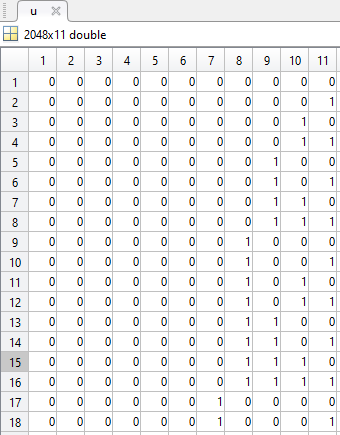 u
2048x11 double
1 2 3 4 5 6 7 8 9 10 11
1 0 0 0 0 0 0 0 0 0 0 0
2 0 0 0 0 0 0 0 0 0 0 1
3 0 0 0 0 0 0 0 0 0 1 0
4 0 0 0 0 0 0 0 0 0 1 1
5 0 0 0 0 0 0 0 0 1 0 0
6 0 0 0 0 0 0 0 0 1 0 1
7 0 0 0 0 0 0 0 0 1 1 0
8 0 0 0 0 0 0 0 0 1 1 1
9 0 0 0 0 0 0 0 1 0 0 0
10 0 0 0 0 0 0 0 1 0 0 1
11 0 0 0 0 0 0 0 1 0 1 0
12 0 0 0 0 0 0 0 1 0 1 1
13 0 0 0 0 0 0 0 1 1 0 0
14 0 0 0 0 0 0 0 1 1 0 1
15 0 0 0 0 0 0 0 1 1 1 0
16 0 0 0 0 0 0 0 1 1 1 1
17 0 0 0 0 0 0 1 0 0 0 0
18 0 0 0 0 0 0 1 0 0 0 1